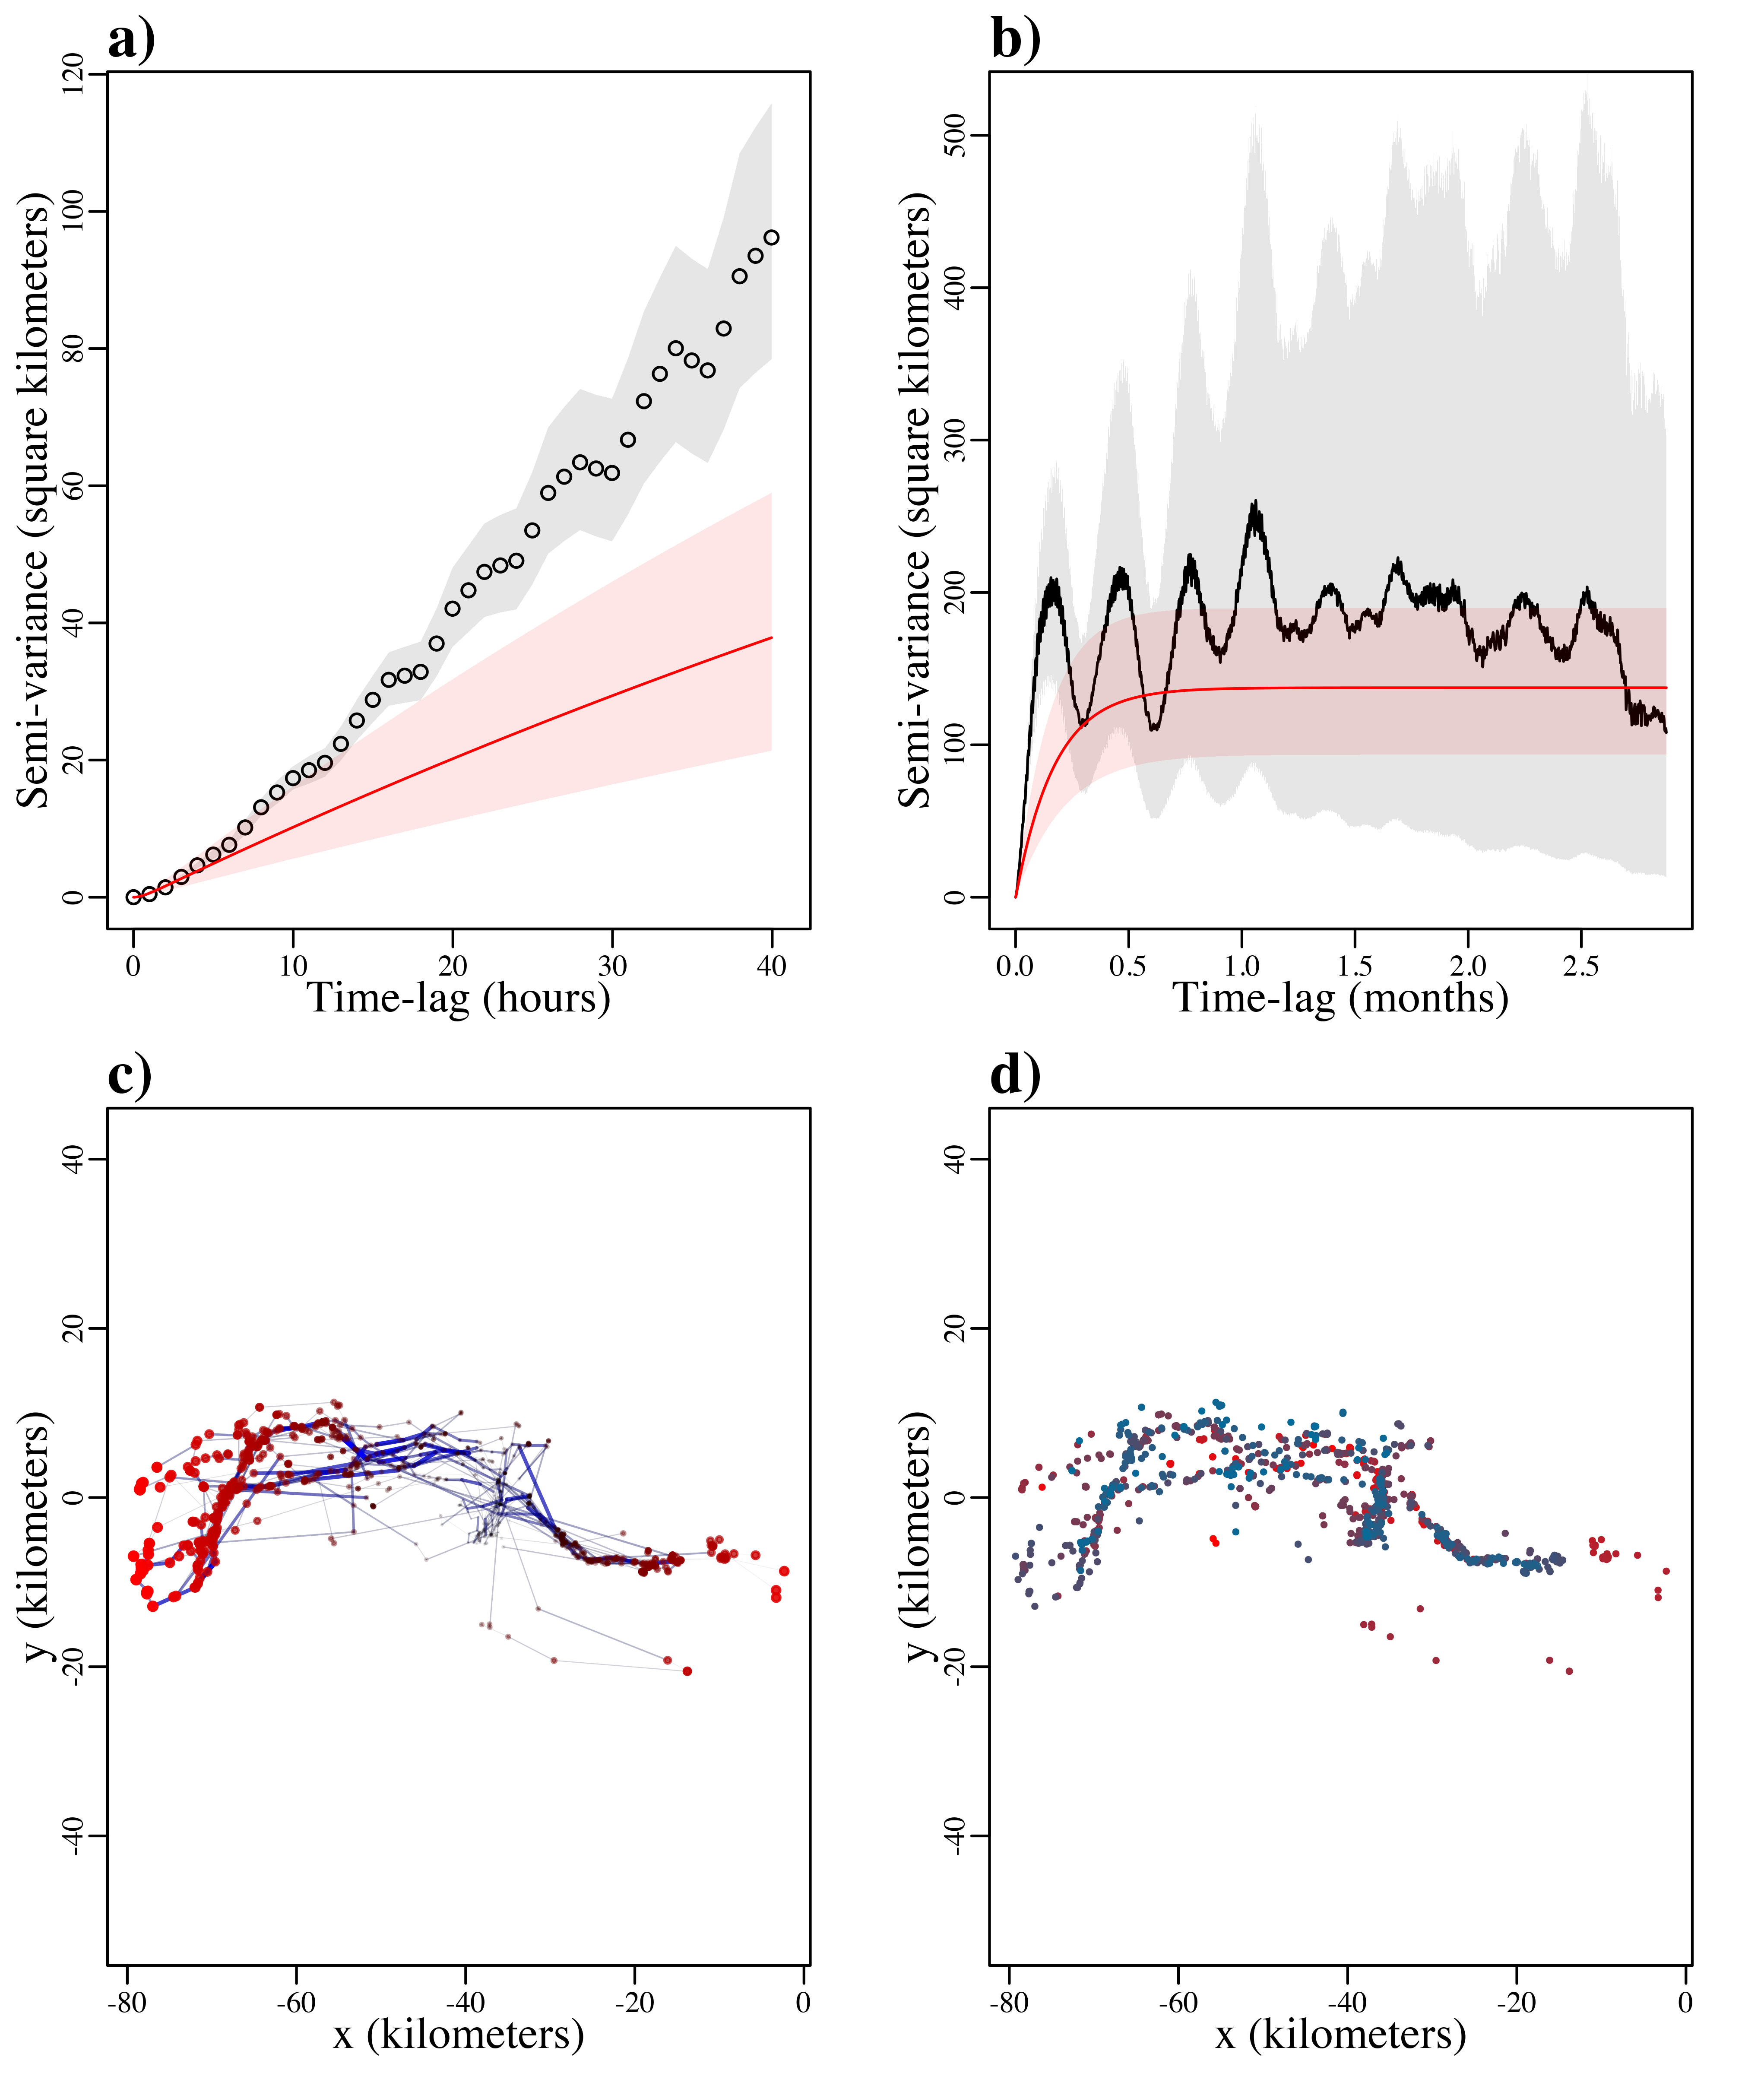 a)
Semi-variance (square kilometers)
0 20 40 60 80 100 120
0 10 20 30 40
Time-lag (hours)
b)
Semi-variance (square kilometers)
0 100 200 300 400 500
0.0 0.5 1.0 1.5 2.0 2.5
Time-lag (months)
c)
y (kilometers)
-40 -20 0 20 40
-80 -60 -40 -20 0
x (kilometers)
d)
y (kilometers)
-40 -20 0 20 40
-80 -60 -40 -20 0
x (kilometers)